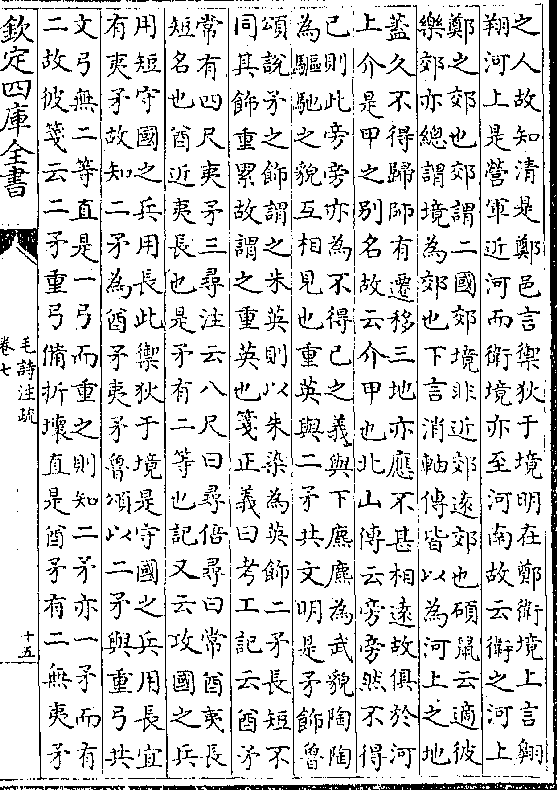 之人故知清是鄭邑言禦狄于境明在鄭衛境上言翱
翔河上是營軍近河而衛境亦至河南故云衛之河上
鄭之郊也郊謂二國郊境非近郊遠郊也碩鼠云適彼
樂郊亦總謂境為郊也下言消軸傳皆以為河上之地
蓋久不得歸師有遷移三地亦應不甚相遠故俱於河
上介是甲之别名故云介甲也北山傳云旁旁然不得
已則此旁旁亦為不得已之義與下麃麃為武貌陶陶
為驅馳之貌互相見也重英與二矛共文明是矛飾魯
頌說矛之飾謂之朱英則以朱染為英飾二矛長短不
同其飾重累故謂之重英也箋正義曰考工記云酋矛
常有四尺夷矛三尋注云八尺曰尋倍尋曰常酋夷長
短名也酋近夷長也是矛有二等也記又云攻國之兵
用短守國之兵用長此禦狄于境是守國之兵用長宜
有夷矛故知二矛為酋矛夷矛魯頌以二矛與重弓共
文弓無二等直是一弓而重之則知二矛亦一矛而有
二故彼箋云二矛重弓備折壞直是酋矛有二無夷矛
欽定四庫全書
毛詩注疏
卷七
十五